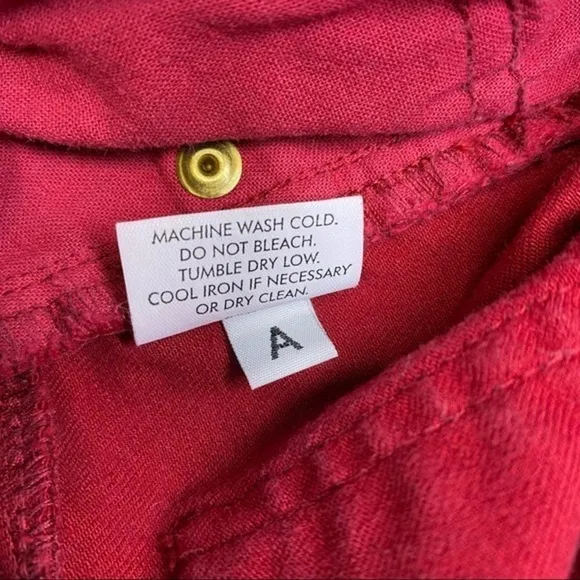 MACHINE WASH COLD.
DO NOT BLEACH.
TUMBLE DRY LOW.
COOL IRON IF NECESSARY
OR DRY CLEAN.
A